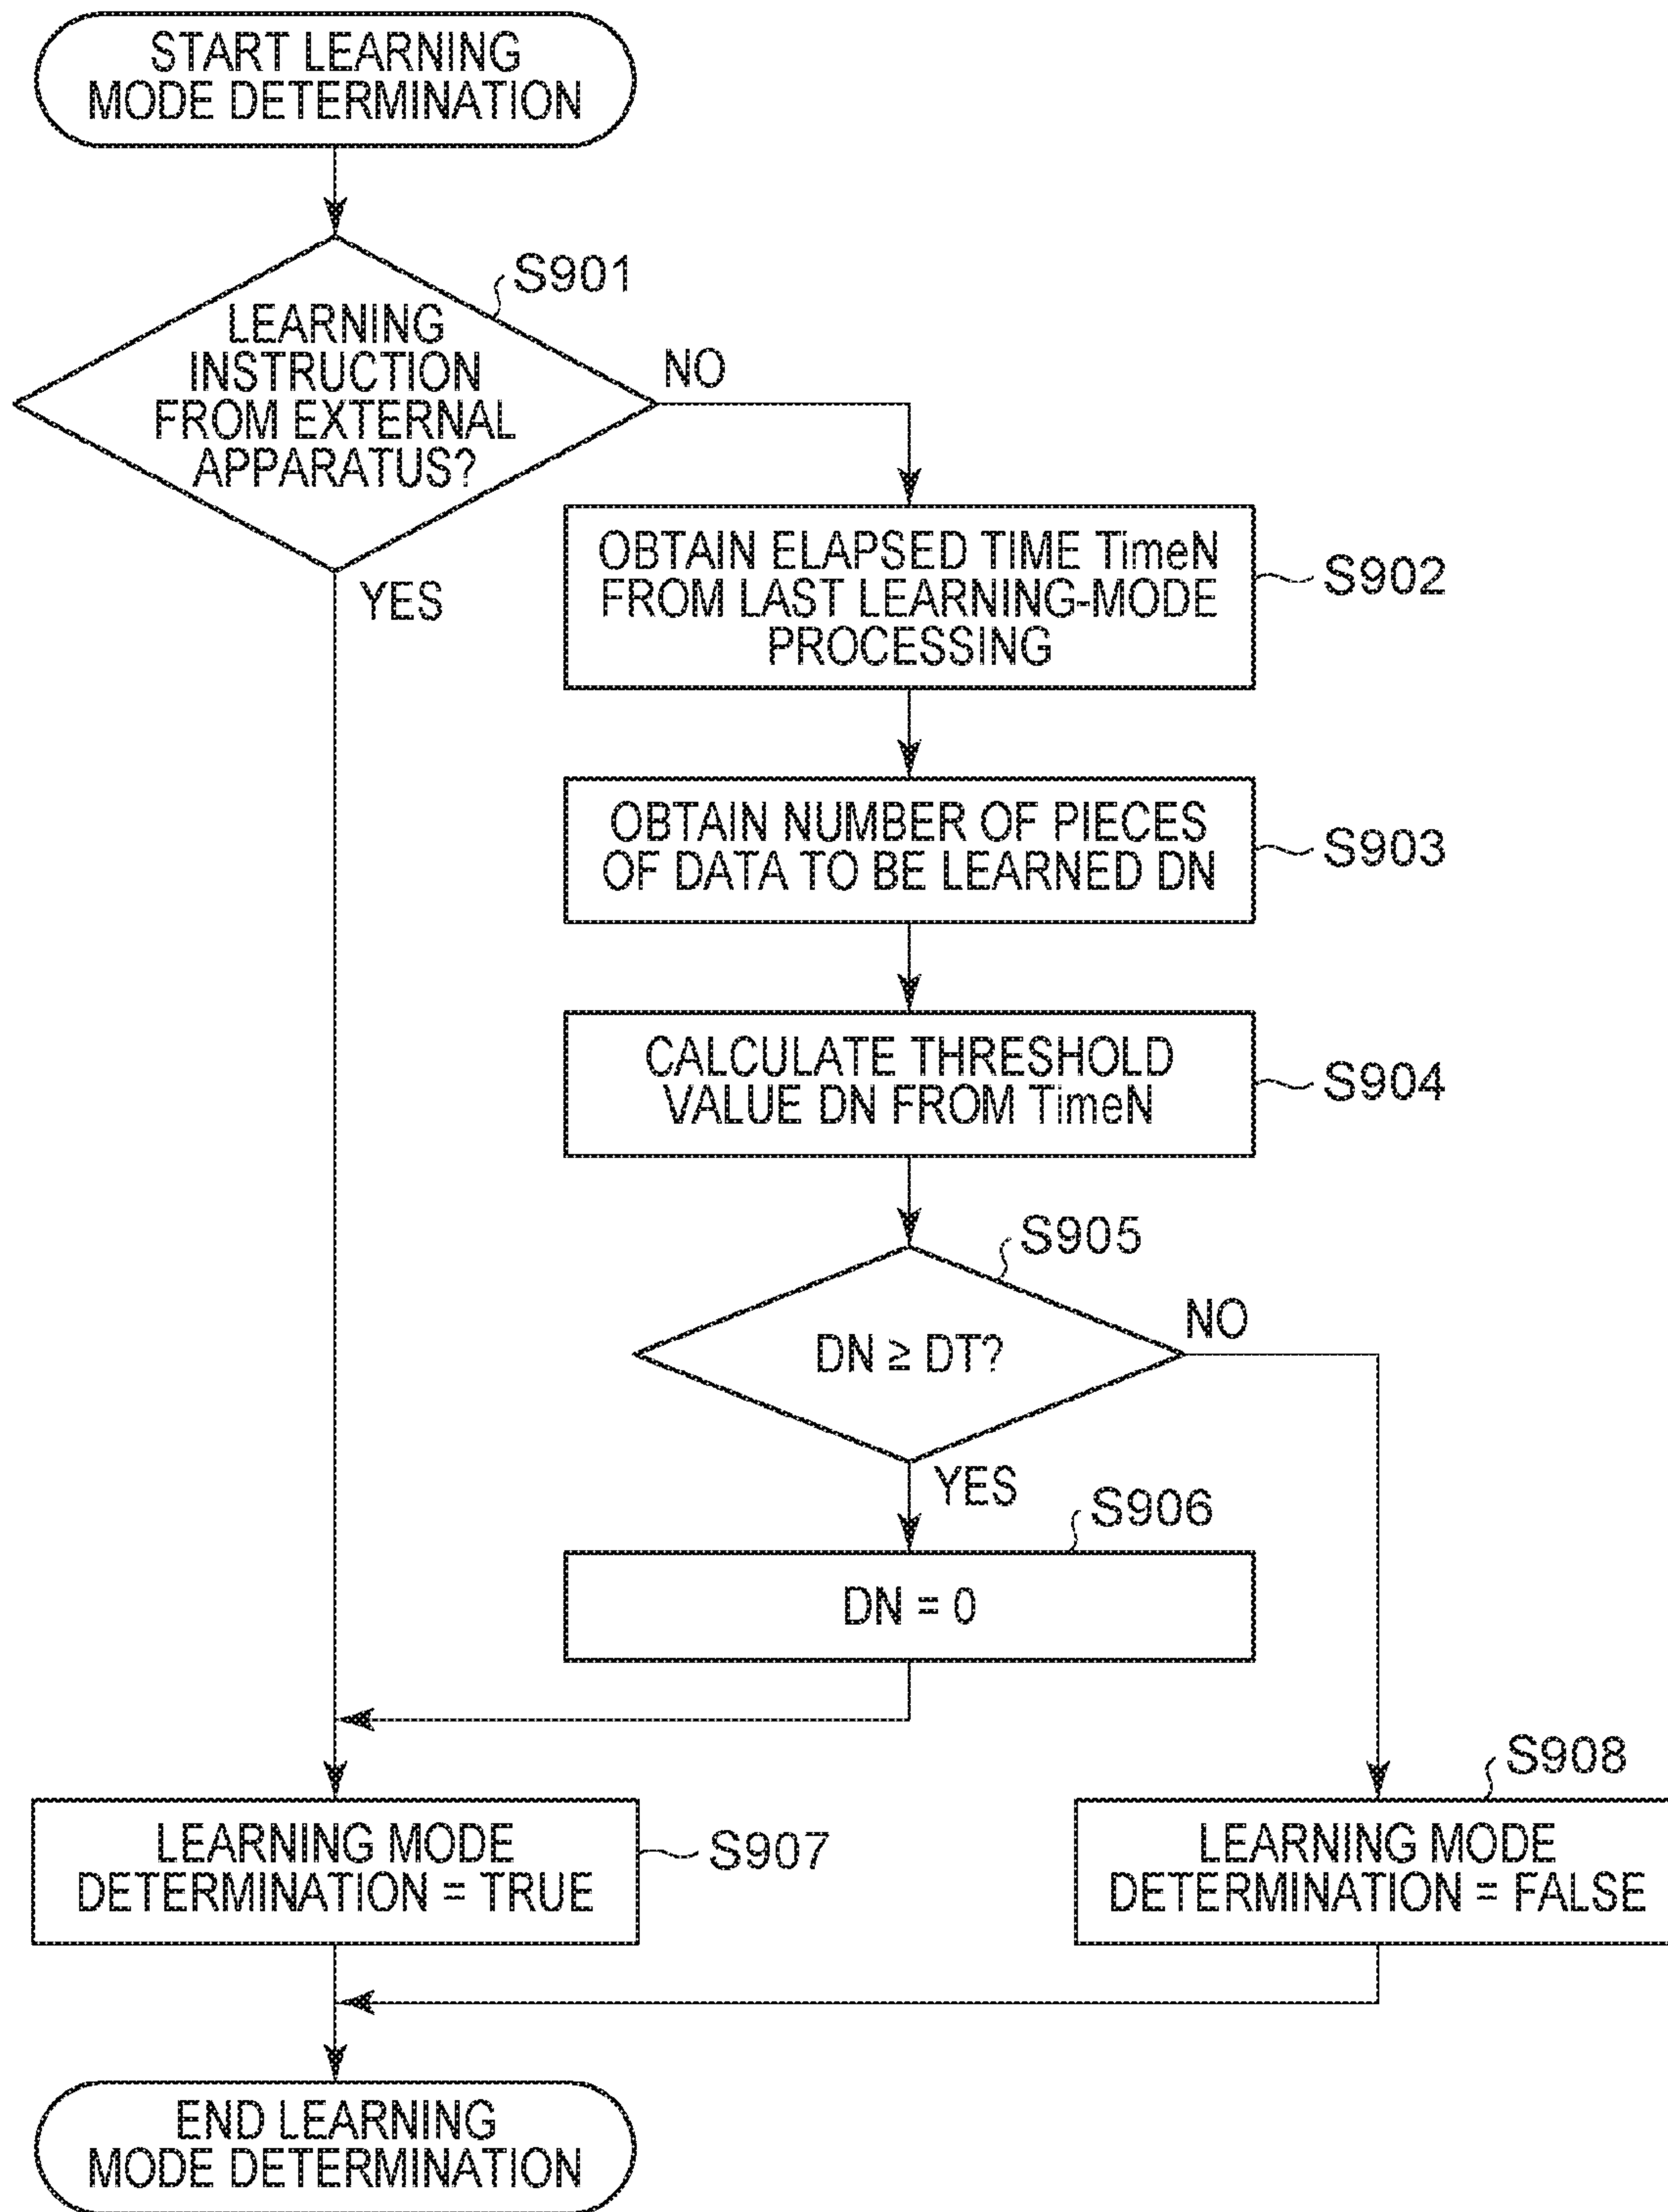 START LEARNING
MODE DETERMINATION
S901
LEARNING
INSTRUCTION
FROM EXTERNAL
APPARATUS?
NO
YES
OBTAIN ELAPSED TIME TimeN
FROM LAST LEARNING-MODE
PROCESSING
S902
OBTAIN NUMBER OF PIECES
OF DATA TO BE LEARNED DN
S903
CALCULATE THRESHOLD
VALUE DN FROM TimeN
S904
S905
DN ≥ DT?
NO
YES
S906
DN = 0
LEARNING MODE
DETERMINATION = TRUE
S907
S908
LEARNING MODE
DETERMINATION = FALSE
END LEARNING
MODE DETERMINATION